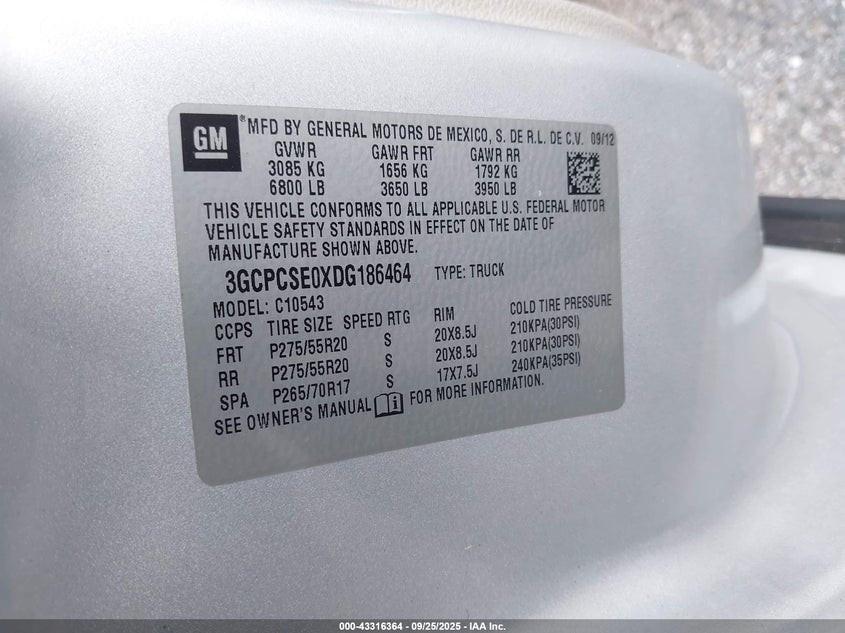 GM
® MFD BY GENERAL MOTORS DE MEXICO, S. DE R.L. DE C.V. 09/12
GVWR GAWR FRT GAWR RR
3085 KG 1656 KG 1792 KG
6800 LB 3650 LB 3950 LB
THIS VEHICLE CONFORMS TO ALL APPLICABLE U.S. FEDERAL MOTOR
VEHICLE SAFETY STANDARDS IN EFFECT ON THE DATE OF
MANUFACTURE SHOWN ABOVE.
3GCPCSE0XDG186464 TYPE: TRUCK
MODEL: C10543
CCPS TIRE SIZE SPEED RTG RIM COLD TIRE PRESSURE
FRT P275/55R20 S 20X8.5J 210KPA(30PSI)
RR P275/55R20 S 20X8.5J 210KPA(30PSI)
SPA P265/70R17 S 17X7.5J 240KPA(35PSI)
SEE OWNER'S MANUAL i FOR MORE INFORMATION.
000-43316364 | 09/25/2025 - IAA Inc.